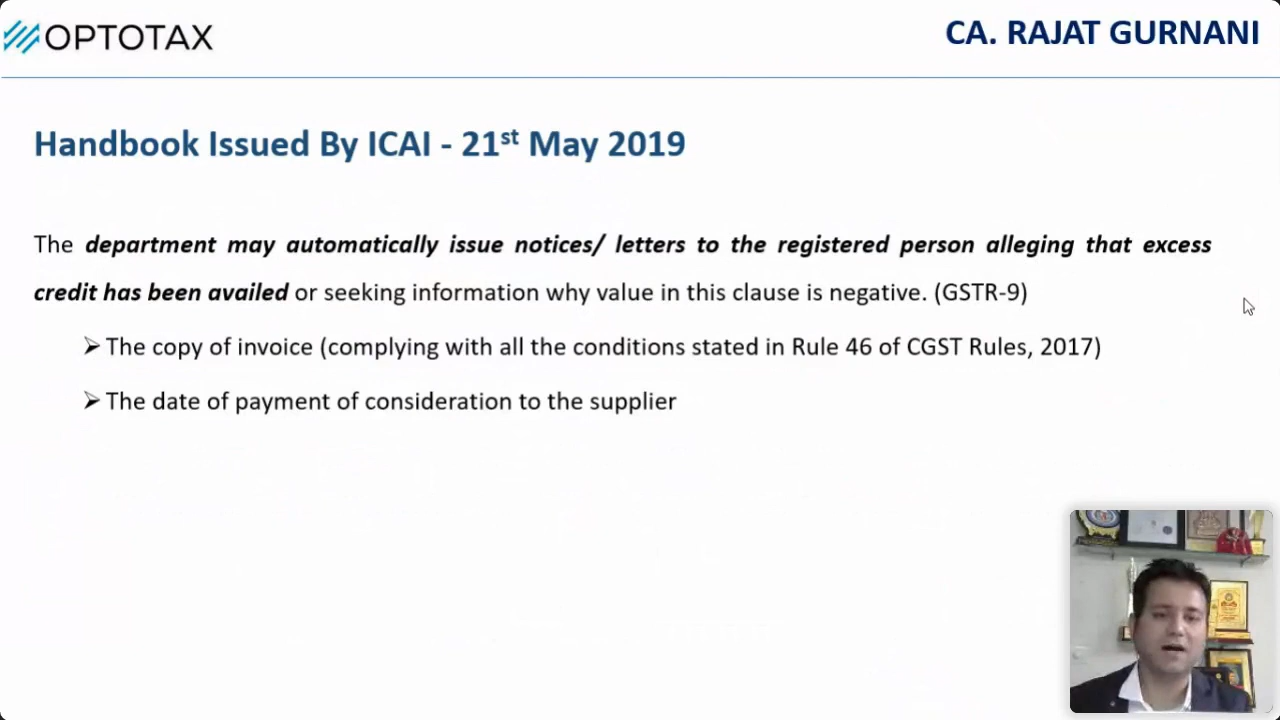 OPTOTAX
CA. RAJAT GURNANI
Handbook Issued By ICAI - 21st May 2019
The department may automatically issue notices/ letters to the registered person alleging that excess
credit has been availed or seeking information why value in this clause is negative. (GSTR-9)
➢ The copy of invoice (complying with all the conditions stated in Rule 46 of CGST Rules, 2017)
➢ The date of payment of consideration to the supplier